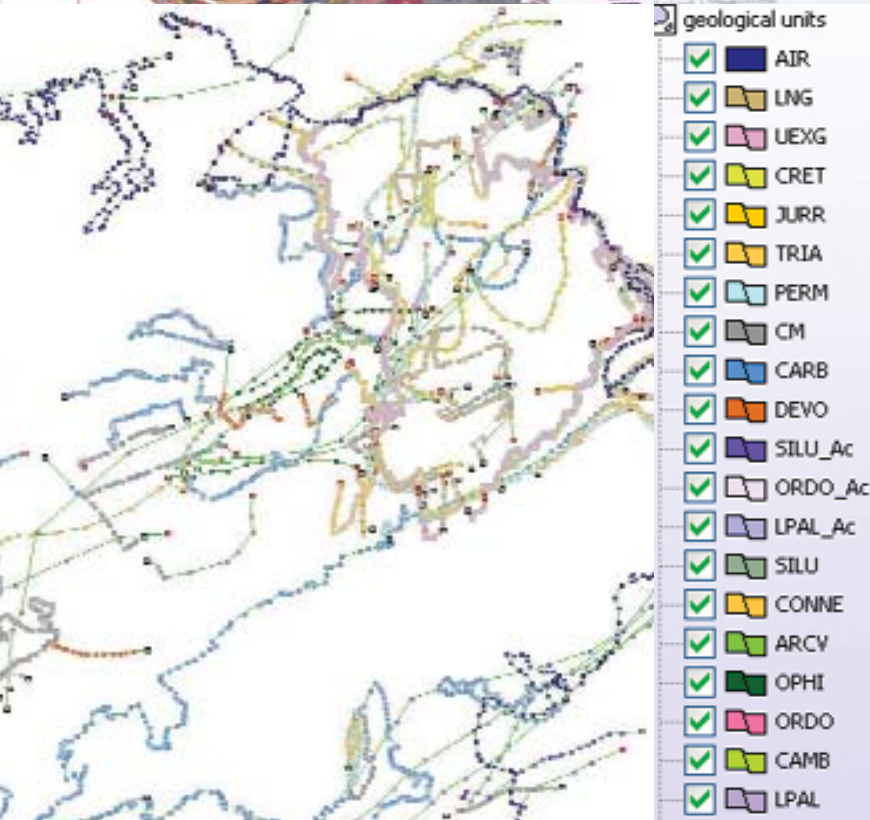 geological units
AIR
LNG
UEXG
CRET
JURR
TRIA
PERM
CM
CARB
DEVO
SILU_Ac
ORDO_Ac
LPAL_Ac
SILU
CONNE
ARCV
OPHI
ORDO
CAMB
LPAL